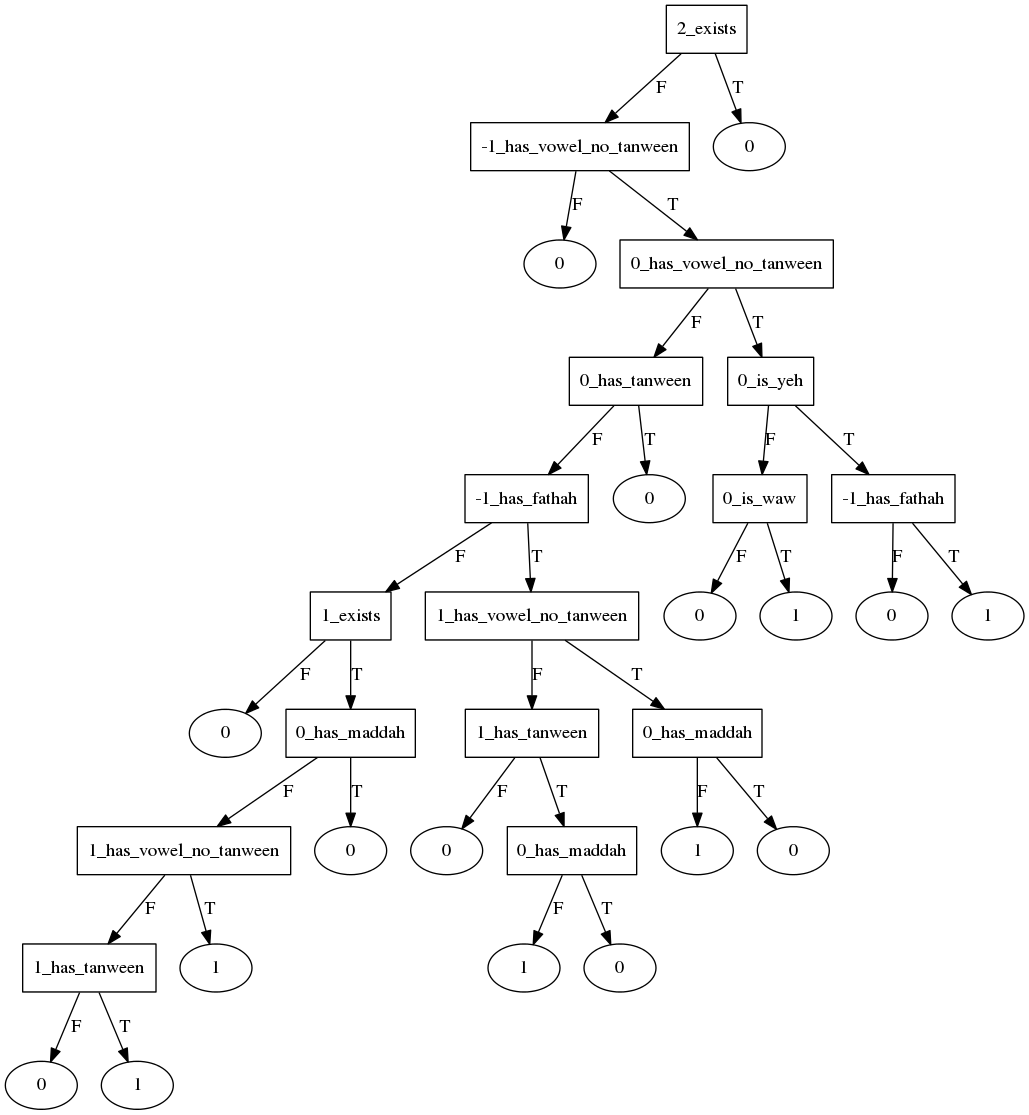 2_exists
F T
-1_has_vowel_no_tanween 0
F T
0 0_has_vowel_no_tanween
F T
0_has_tanween 0_is_yeh
F T F T
-1_has_fathah 0 0_is_waw -1_has_fathah
F T F T F T
1_exists 1_has_vowel_no_tanween 0 1 0 1
F T F T
0 0_has_maddah 1_has_tanween 0_has_maddah
F T F T F T
1_has_vowel_no_tanween 0 0 0_has_maddah 1 0
F T F T
1_has_tanween 1 1 0
F T
0 1